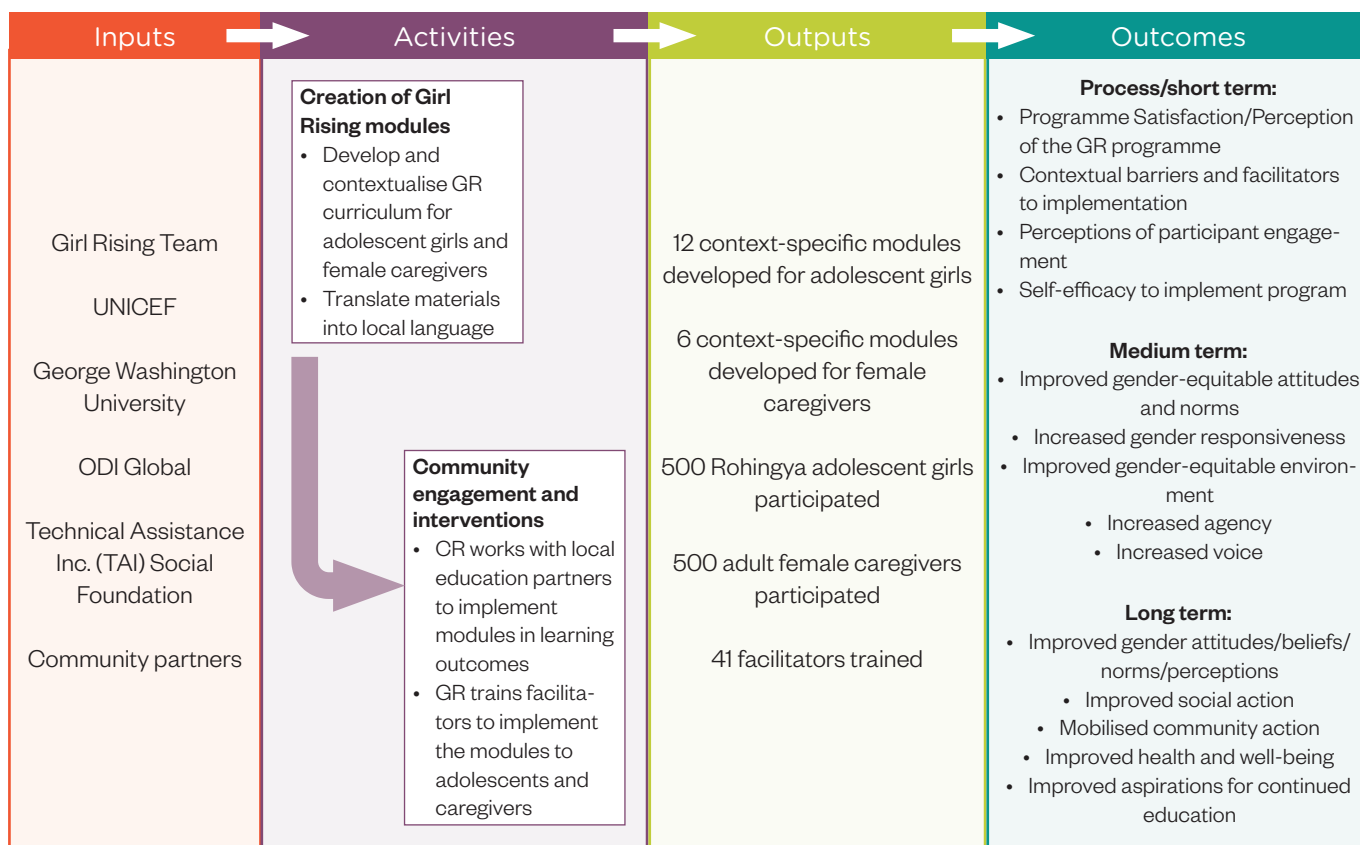 Inputs
Activities
Outputs
Outcomes
Girl Rising Team
UNICEF
George Washington
University
ODI Global
Technical Assistance
Inc. (TAI) Social
Foundation
Community partners
Creation of Girl
Rising modules
• Develop and
contextualise GR
curriculum for
adolescent girls and
female caregivers
• Translate materials
into local language
Community
engagement and
interventions
• CR works with local
education partners
to implement
modules in learning
outcomes
• GR trains facilita-
tors to implement
the modules to
adolescents and
caregivers
12 context-specific modules
developed for adolescent girls
6 context-specific modules
developed for female
caregivers
500 Rohingya adolescent girls
participated
500 adult female caregivers
participated
41 facilitators trained
Process/short term:
• Programme Satisfaction/Perception
of the GR programme
• Contextual barriers and facilitators
to implementation
• Perceptions of participant engage-
ment
• Self-efficacy to implement program
Medium term:
• Improved gender-equitable attitudes
and norms
• Increased gender responsiveness
• Improved gender-equitable environ-
ment
• Increased agency
• Increased voice
Long term:
• Improved gender attitudes/beliefs/
norms/perceptions
• Improved social action
• Mobilised community action
• Improved health and well-being
• Improved aspirations for continued
education